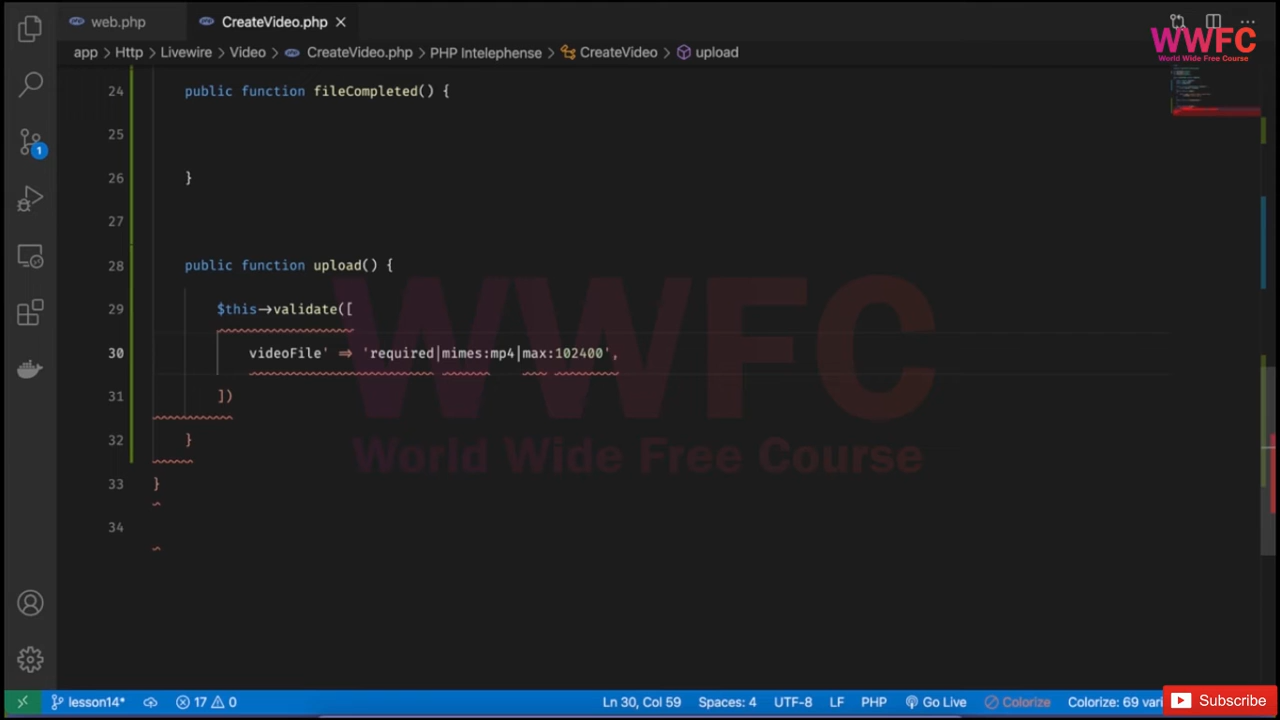 web.php
CreateVideo.php
WWFC
World Wide Free Course
app > Http > Livewire > Video > CreateVideo.php > PHP Intelephense > CreateVideo > upload
24 public function fileCompleted() {
25
26 }
27
28 public function upload() {
29 $this->validate([
30 videoFile' => 'required|mimes:mp4|max:102400',
31 ])
32 }
33 }
34
WWFC
World Wide Free Course
1
lesson14* 17 0 Ln 30, Col 59 Spaces: 4 UTF-8 LF PHP Go Live Colorize Colorize: 69 vari
Subscribe